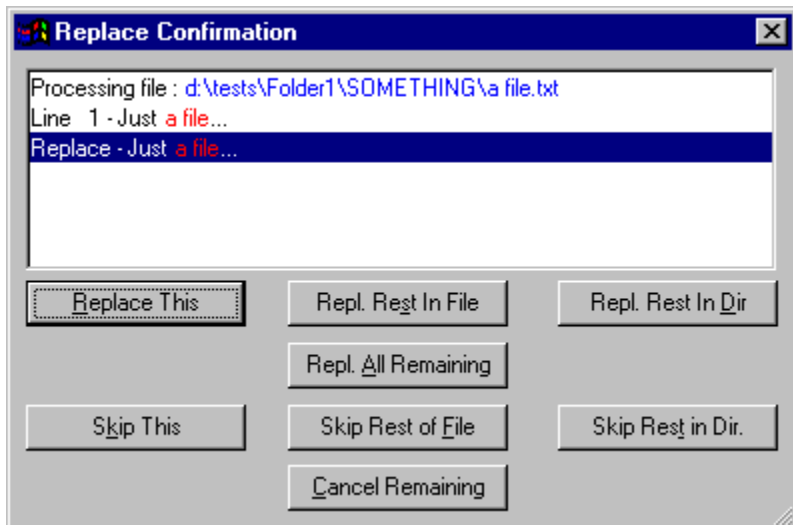 Replace Confirmation
Processing file : d:\tests\Folder1\SOMETHING\a file.txt
Line 1 - Just a file...
Replace - Just a file...
Replace This
Repl. Rest In File
Repl. Rest In Dir
Repl. All Remaining
Skip This
Skip Rest of File
Skip Rest in Dir.
Cancel Remaining